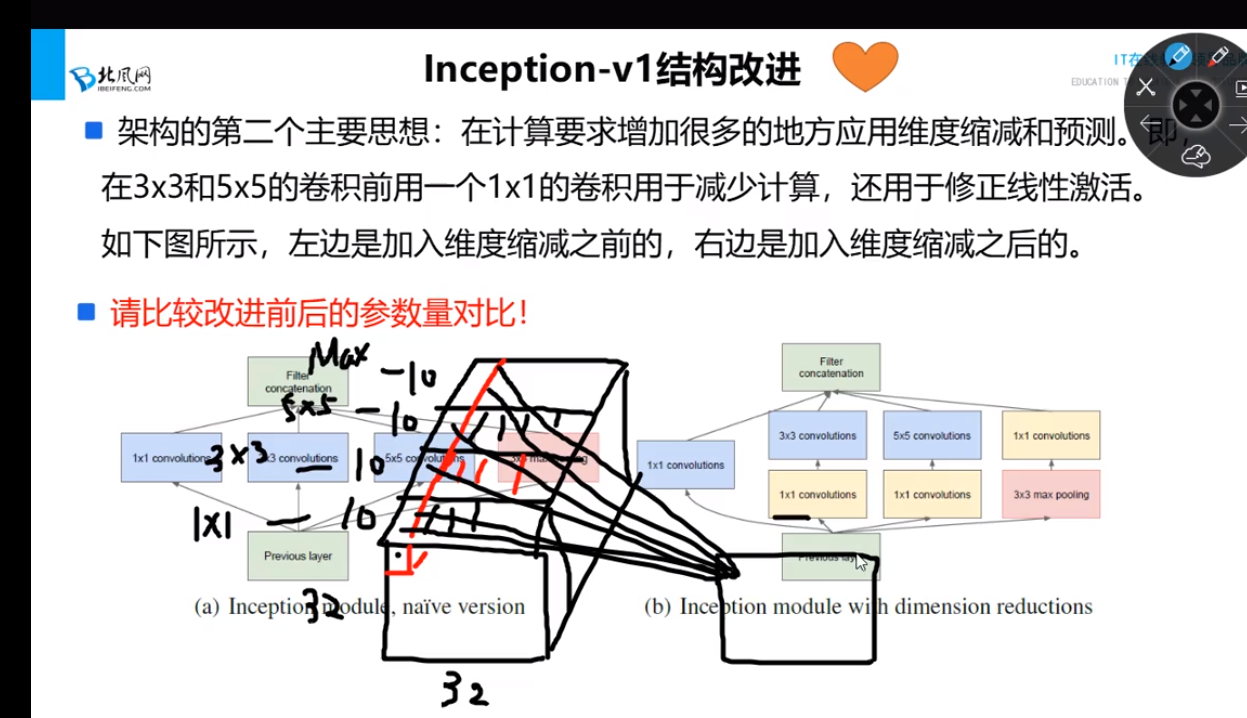 Inception-v1结构改进
北风网
IBEIFENG.COM
IT在
EDUCATION T
架构的第二个主要思想：在计算要求增加很多的地方应用维度缩减和预测。即，
在3x3和5x5的卷积前用一个1x1的卷积用于减少计算，还用于修正线性激活。
如下图所示，左边是加入维度缩减之前的，右边是加入维度缩减之后的。
请比较改进前后的参数量对比！
Max -10
Filter
concatenation
5x5 - 10
1x1 convolutions
3x3 - 10
3 convolutions
5x5 convolutions
1x1 - 10
Previous layer
32
32
(a) Inception module, naïve version
Filter
concatenation
3x3 convolutions
5x5 convolutions
1x1 convolutions
1x1 convolutions
1x1 convolutions
1x1 convolutions
3x3 max pooling
Previous layer
(b) Inception module with dimension reductions